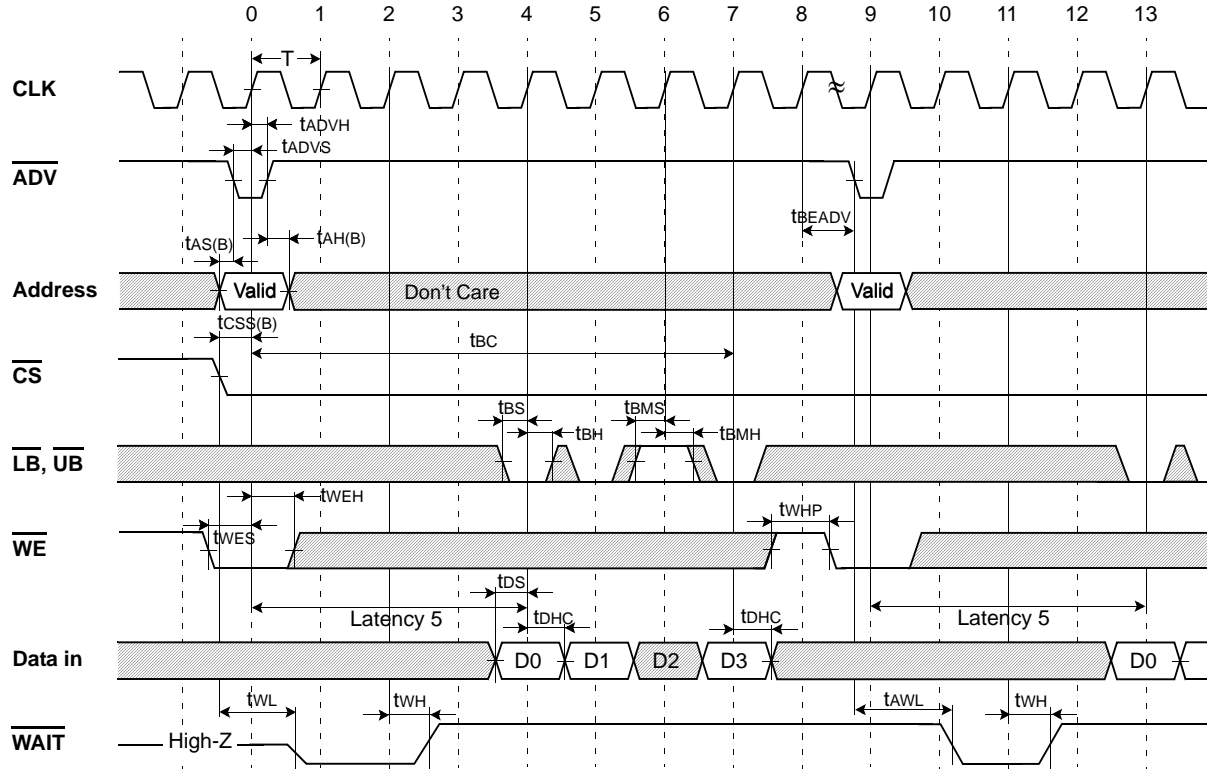 0 1 2 3 4 5 6 7 8 9 10 11 12 13
T
CLK
tADVH
tADVS
ADV
tBEADV
tAS(B) tAH(B)
Address Valid Don't Care Valid
tCSS(B)
tBC
CS
tBS tBMS
tBH tBMH
LB, UB
tWEH
tWHP
tWES
WE
tDS
Latency 5 tDHC tDHC Latency 5
Data in D0 D1 D2 D3 D0
tWL tWH tAWL tWH
WAIT High-Z